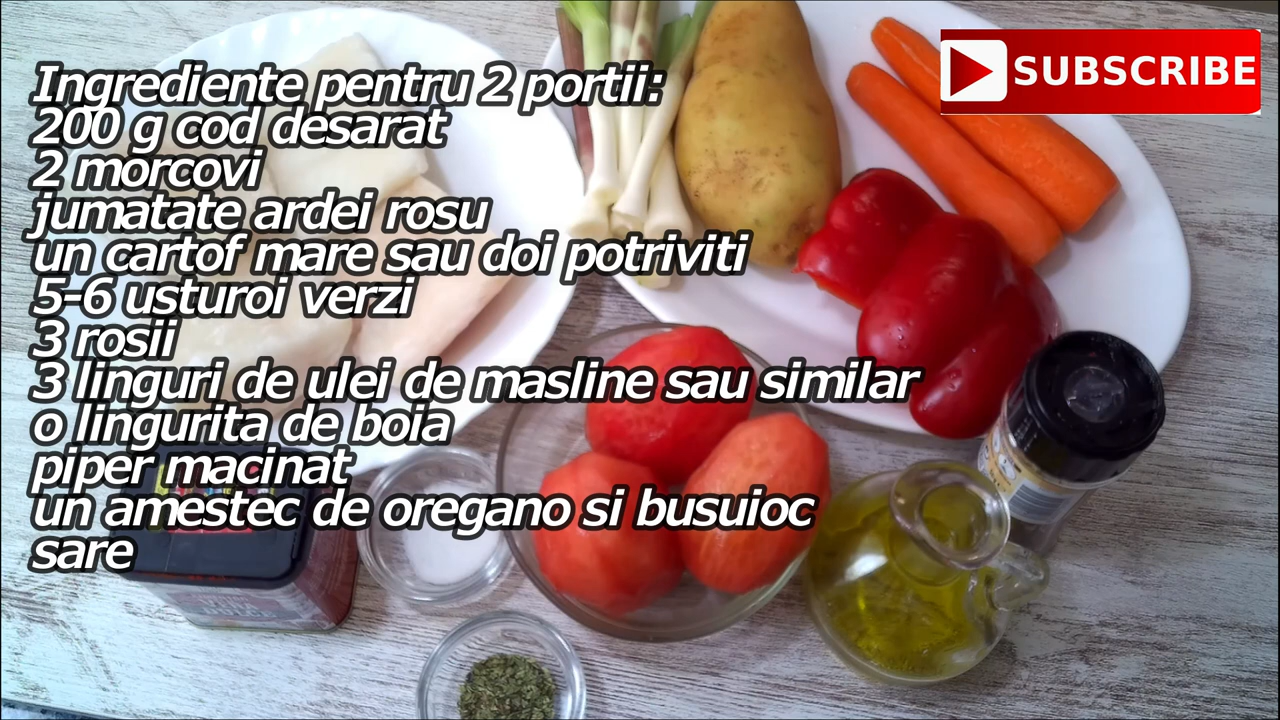 Ingrediente pentru 2 portii:
200 g cod desarat
2 morcovi
jumatate ardei rosu
un cartof mare sau doi potriviti
5-6 usturoi verzi
3 rosii
3 linguri de ulei de masline sau similar
o lingurita de boia
piper macinat
un amestec de oregano si busuioc
sare
SUBSCRIBE